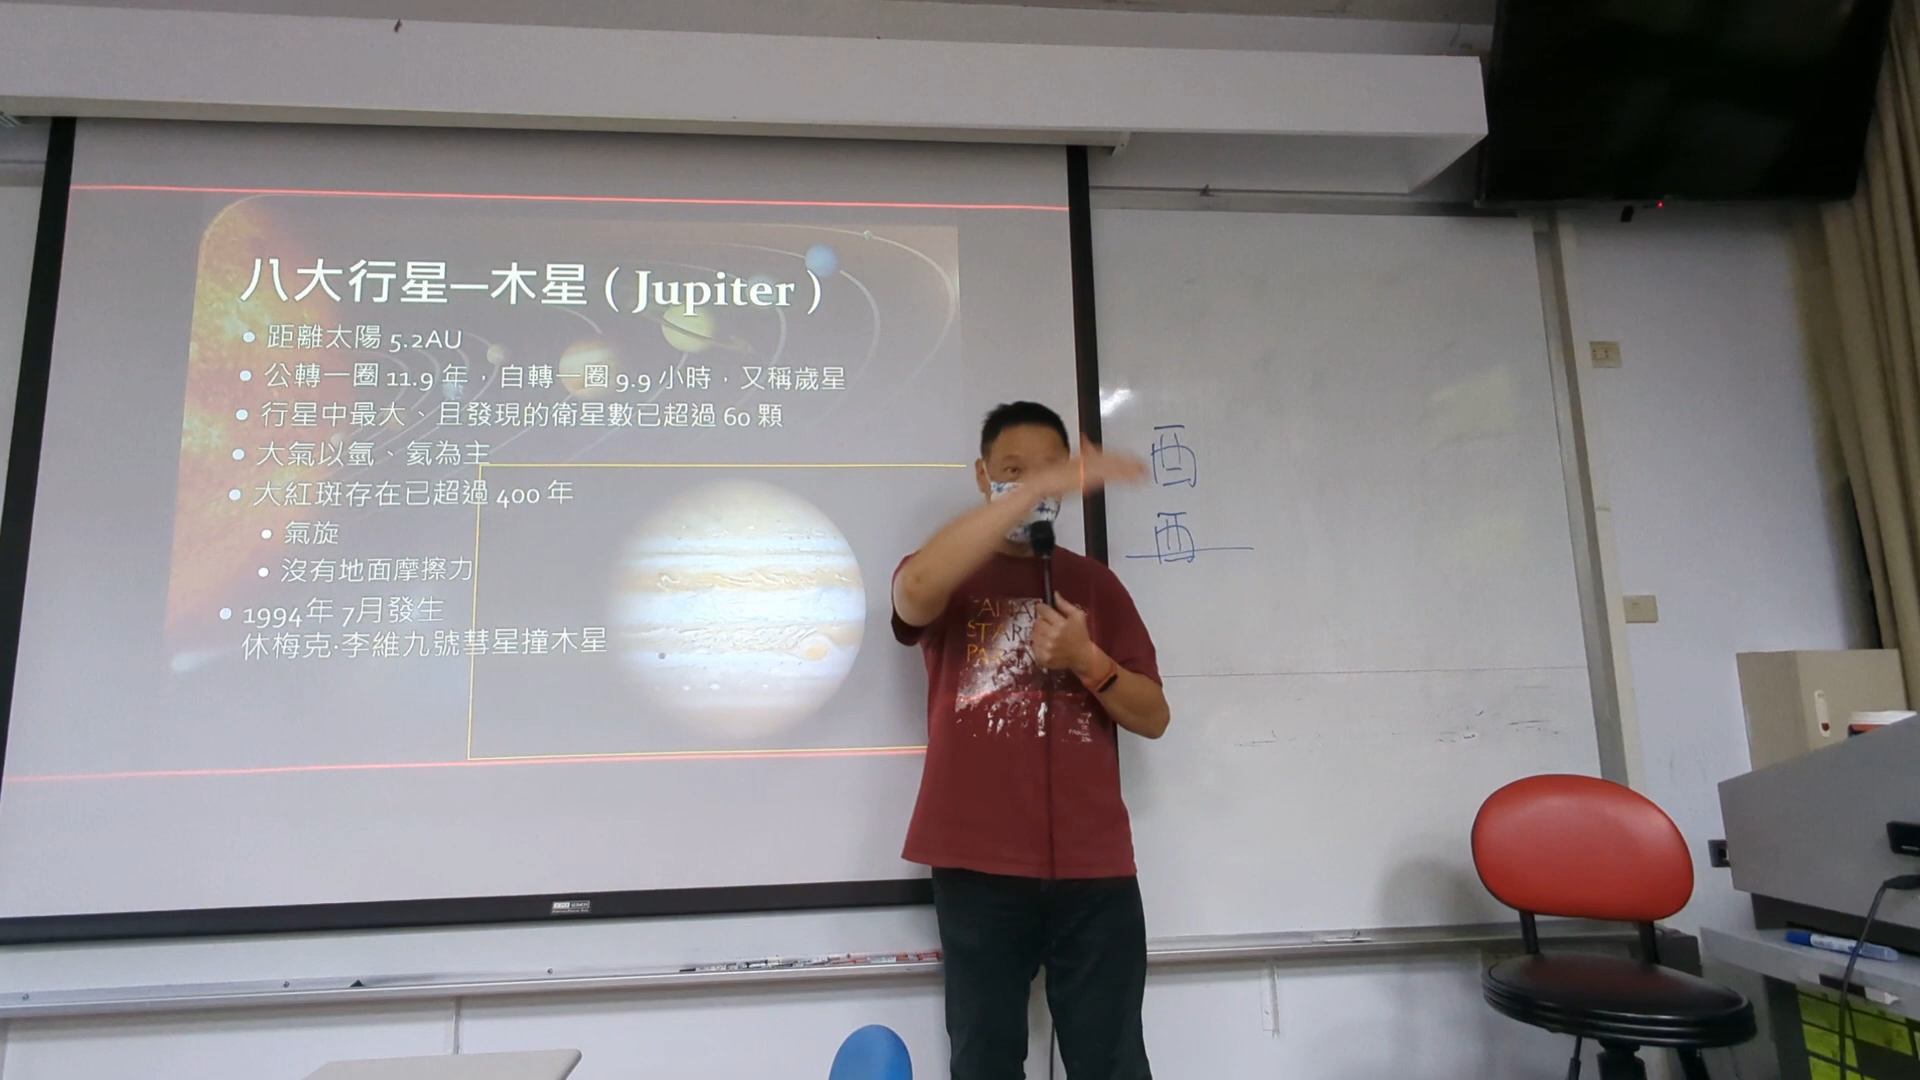 八大行星—木星（Jupiter）
距離太陽 5.2AU
公轉一圈 11.9 年，自轉一圈 9.9 小時，又稱歲星
行星中最大、且發現的衛星數已超過 60 顆
大氣以氫、氦為主
大紅斑存在已超過 400 年
氣旋
沒有地面摩擦力
1994年 7月發生
休梅克·李維九號彗星撞木星
酉